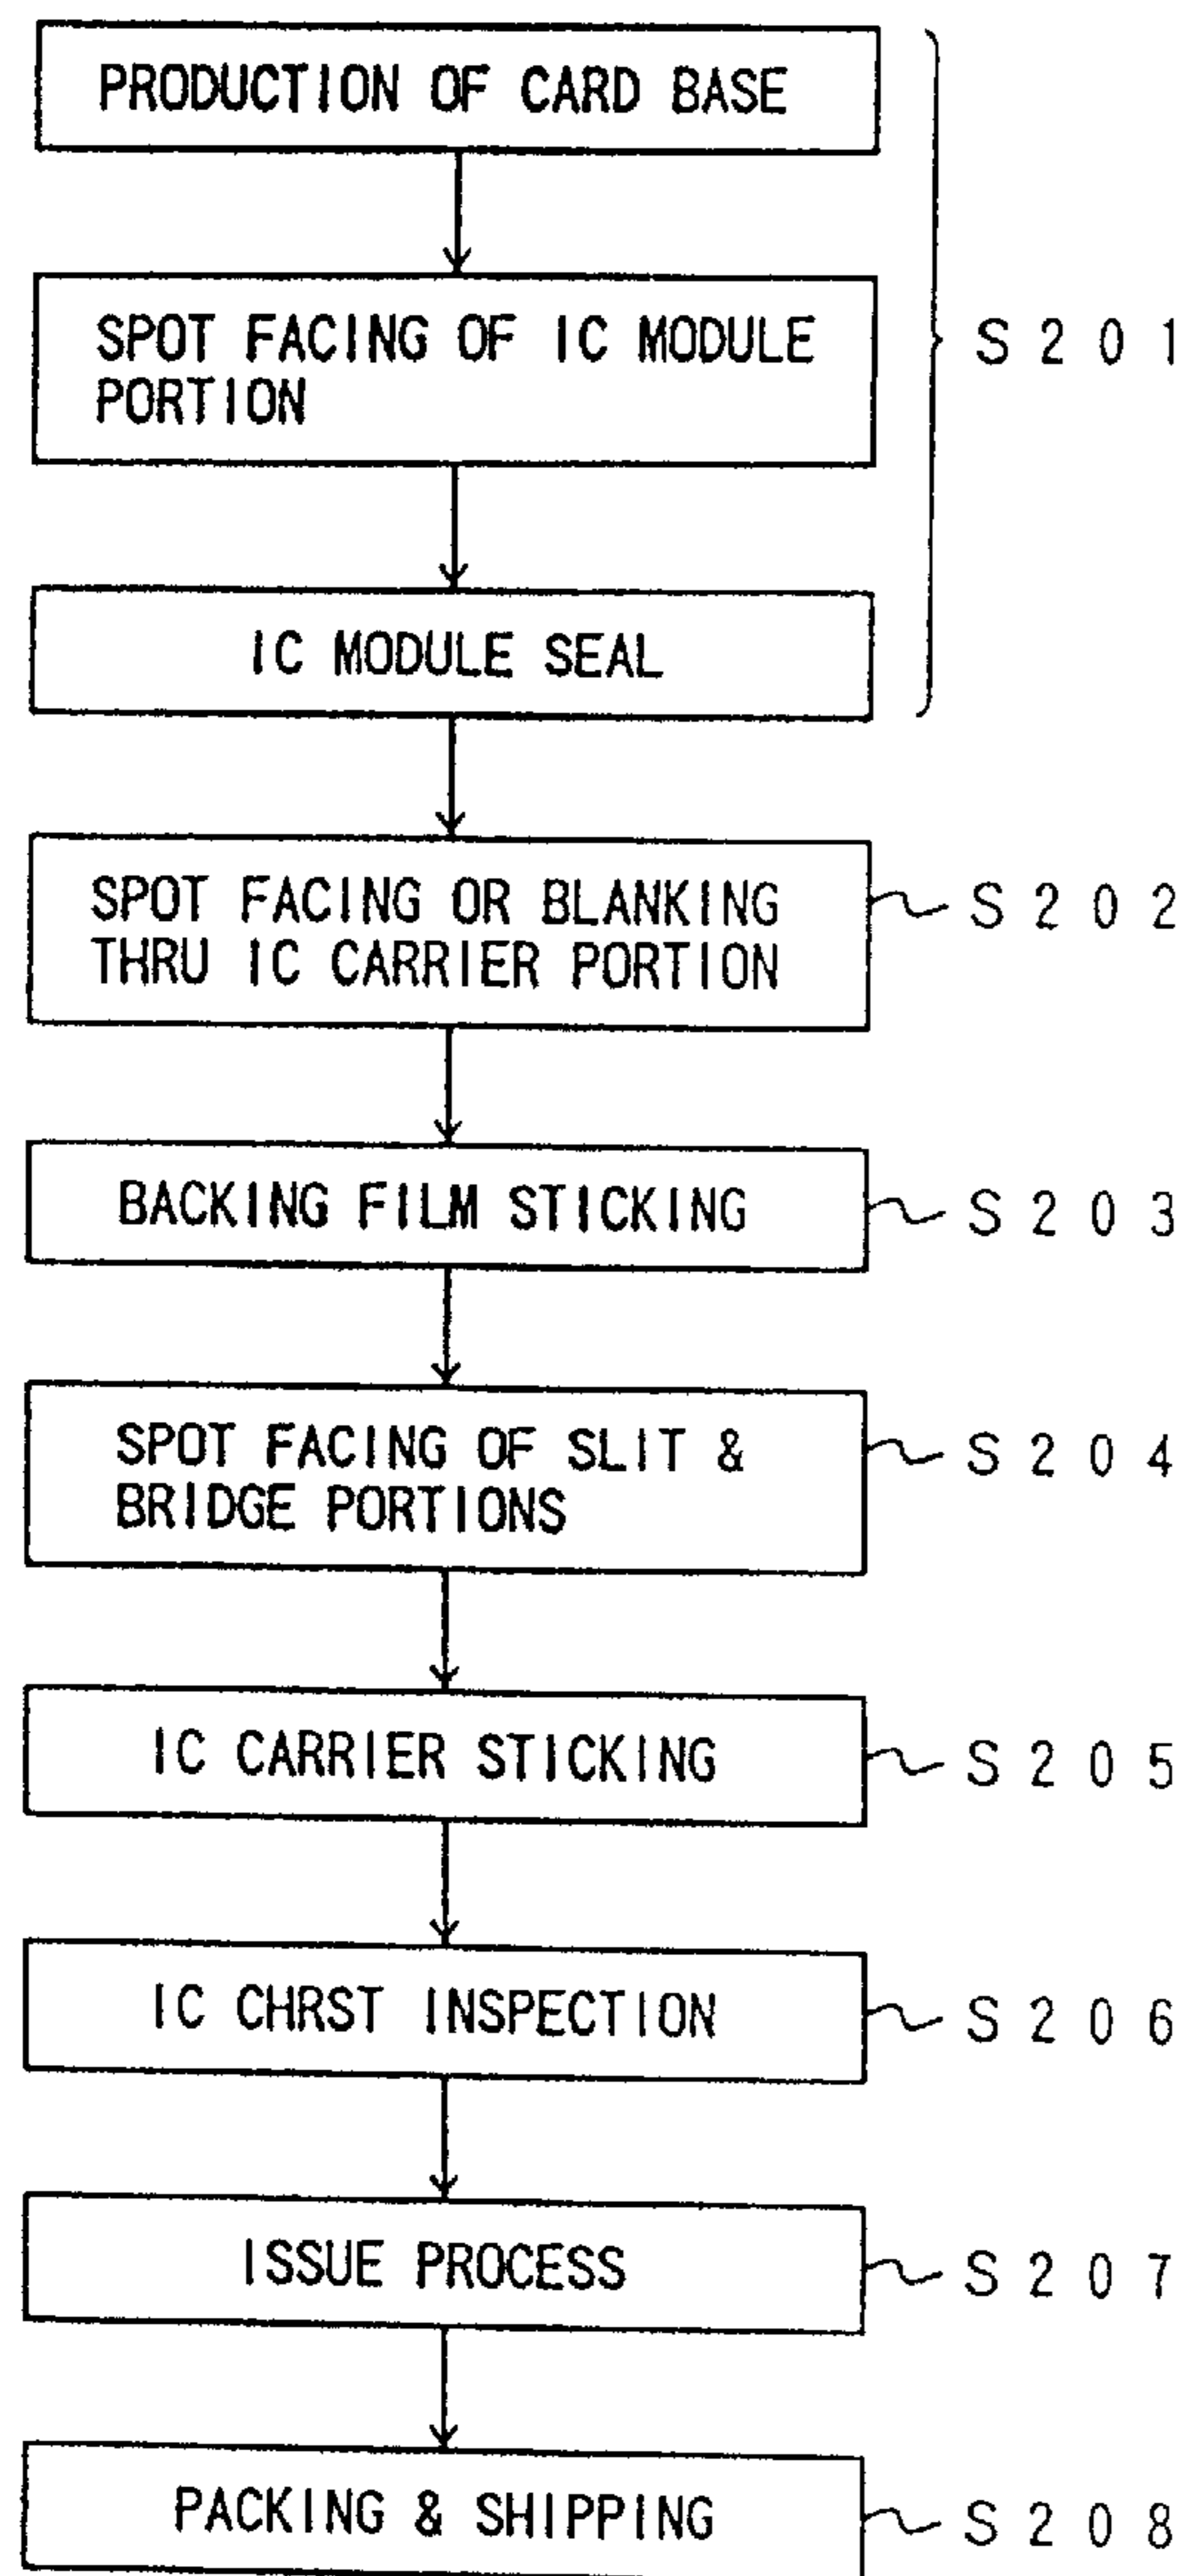 PRODUCTION OF CARD BASE
SPOT FACING OF IC MODULE
PORTION
S201
IC MODULE SEAL
SPOT FACING OR BLANKING
THRU IC CARRIER PORTION
S202
BACKING FILM STICKING
S203
SPOT FACING OF SLIT &
BRIDGE PORTIONS
S204
IC CARRIER STICKING
S205
IC CHRST INSPECTION
S206
ISSUE PROCESS
S207
PACKING & SHIPPING
S208